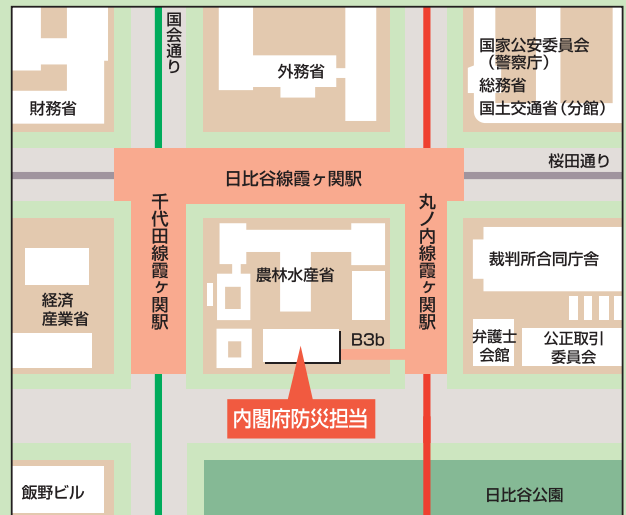 国会通り
国家公安委員会
（警察庁）
総務省
国土交通省（分館）
外務省
財務省
桜田通り
日比谷線霞ヶ関駅
千代田線霞ヶ関駅
丸ノ内線霞ヶ関駅
農林水産省
裁判所合同庁舎
経済
産業省
B3b
弁護士
会館
公正取引
委員会
内閣府防災担当
飯野ビル
日比谷公園